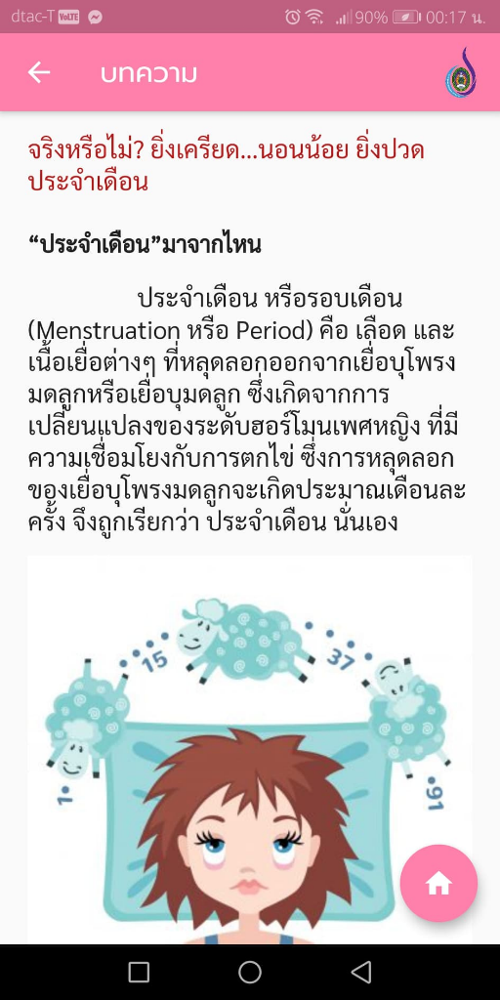 dtac-T VoLTE 90% 00:17 น.
บทความ
จริงหรือไม่? ยิ่งเครียด...นอนน้อย ยิ่งปวด
ประจำเดือน
“ประจำเดือน”มาจากไหน
ประจำเดือน หรือรอบเดือน
(Menstruation หรือ Period) คือ เลือด และ
เนื้อเยื่อต่างๆ ที่หลุดลอกออกจากเยื่อบุโพรง
มดลูกหรือเยื่อบุมดลูก ซึ่งเกิดจากการ
เปลี่ยนแปลงของระดับฮอร์โมนเพศหญิง ที่มี
ความเชื่อมโยงกับการตกไข่ ซึ่งการหลุดลอก
ของเยื่อบุโพรงมดลูกจะเกิดประมาณเดือนละ
ครั้ง จึงถูกเรียกว่า ประจำเดือน นั่นเอง
15 37
1 91